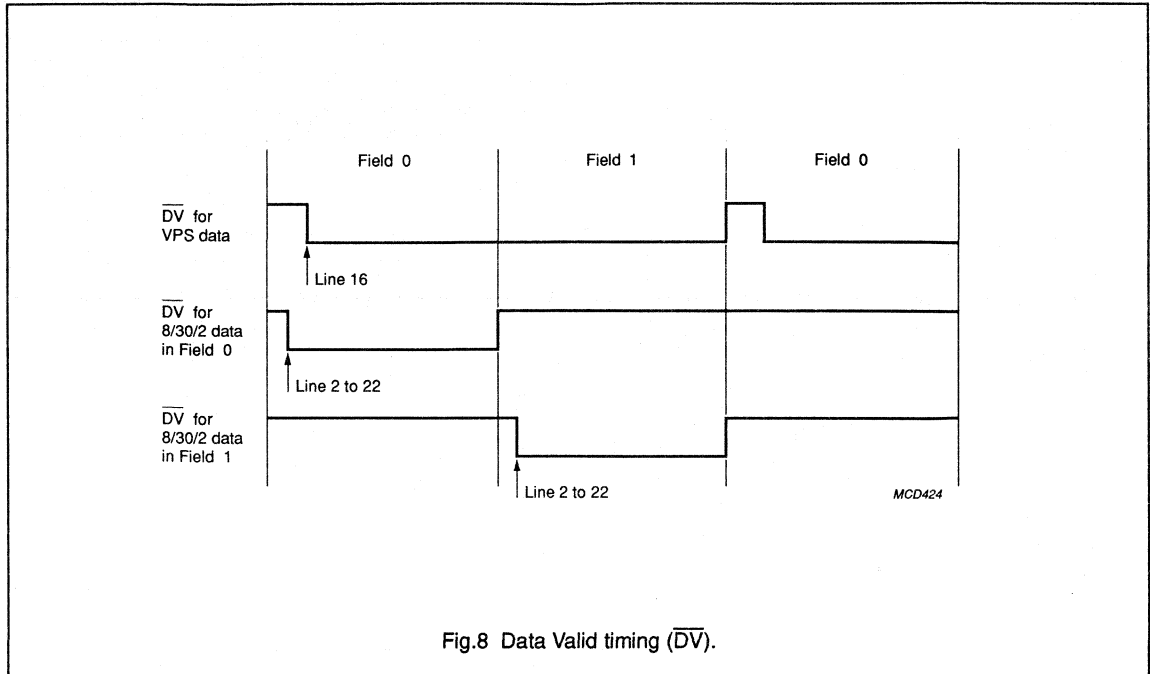 Field 0
Field 1
Field 0
DV for
VPS data
Line 16
DV for
8/30/2 data
in Field 0
Line 2 to 22
DV for
8/30/2 data
in Field 1
Line 2 to 22
MCD424
Fig.8 Data Valid timing (DV).